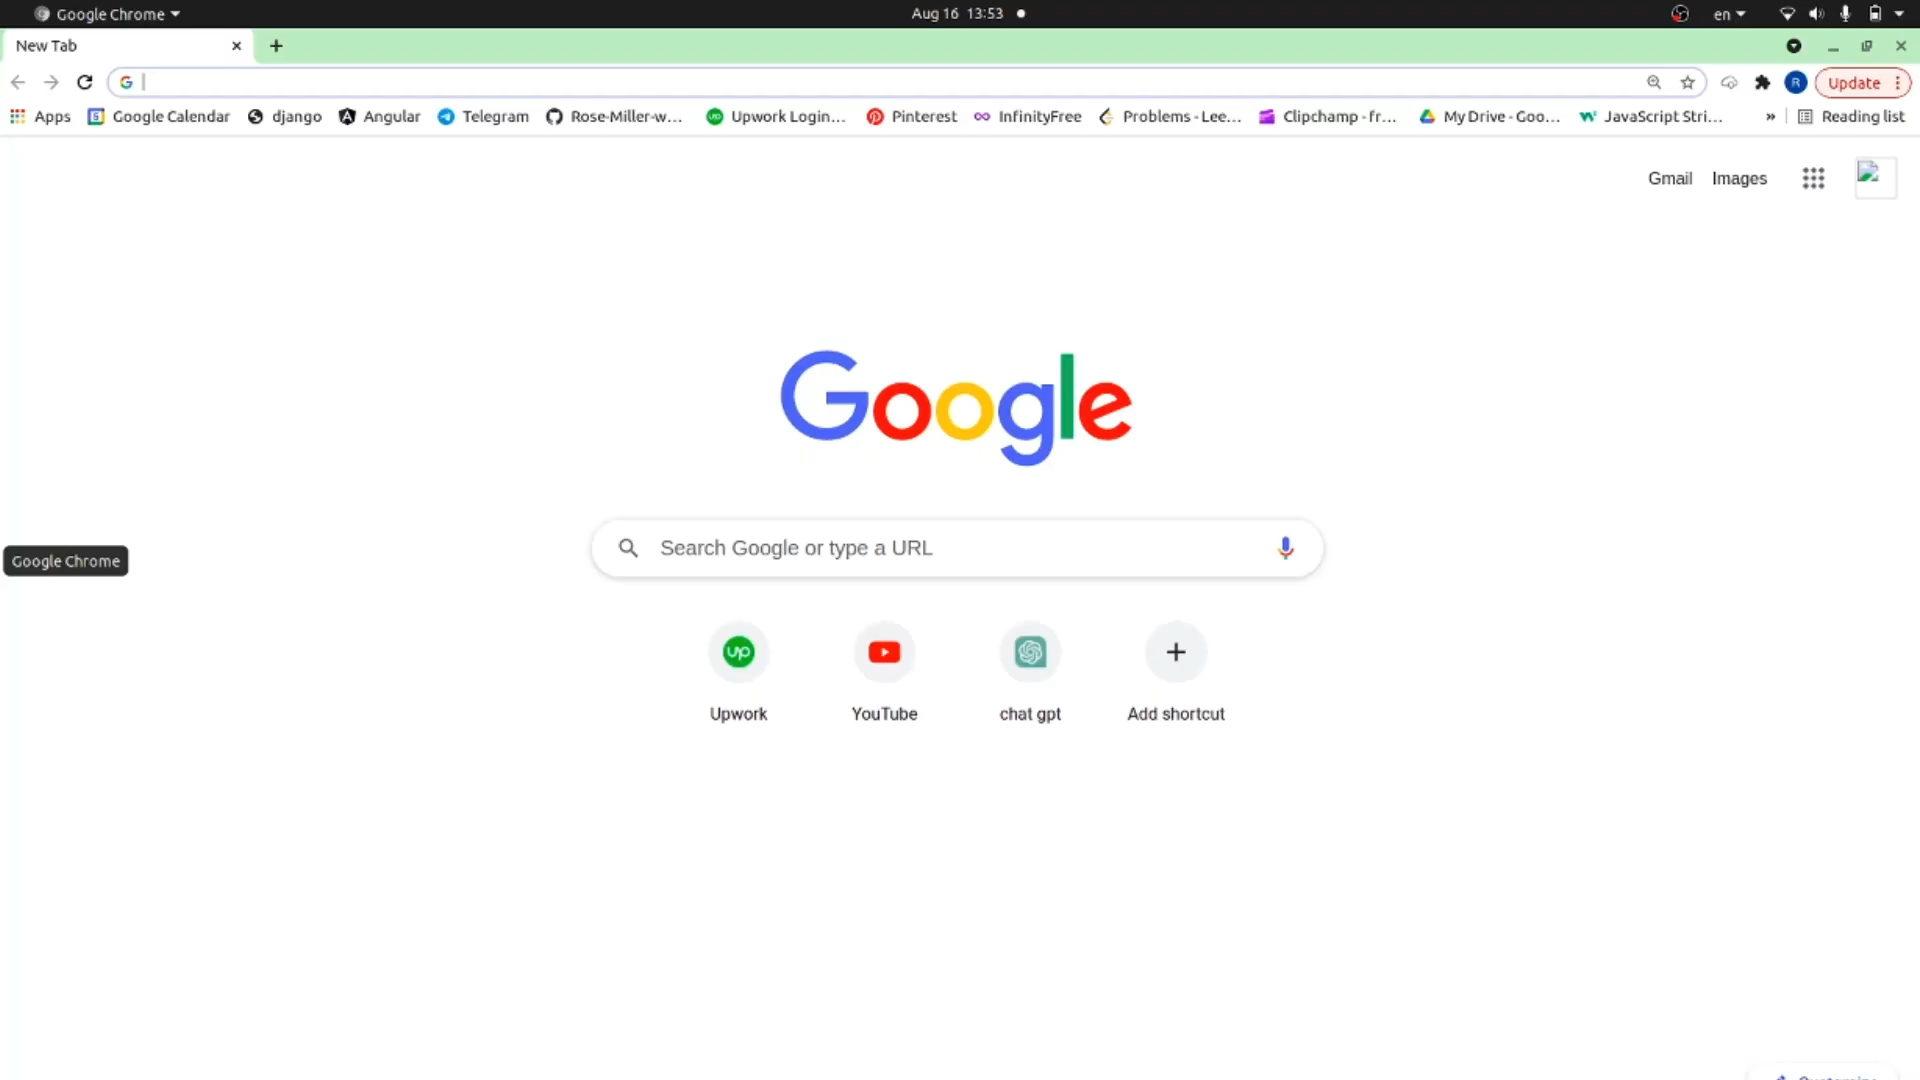 Google Chrome
Aug 16 13:53
en
New Tab
Update
Apps
Google Calendar
django
Angular
Telegram
Rose-Miller-w...
Upwork Login...
Pinterest
InfinityFree
Problems - Lee...
Clipchamp - fr...
My Drive - Goo...
JavaScript Stri...
Reading list
Gmail
Images
Google
Search Google or type a URL
Google Chrome
Upwork
YouTube
chat gpt
Add shortcut